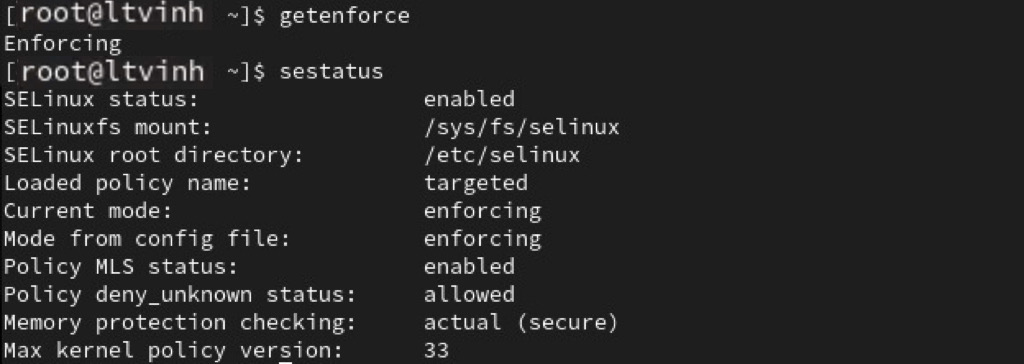 [root@ltvinh ~]$ getenforce
Enforcing
[root@ltvinh ~]$ sestatus
SELinux status:                 enabled
SELinuxfs mount:                /sys/fs/selinux
SELinux root directory:         /etc/selinux
Loaded policy name:             targeted
Current mode:                   enforcing
Mode from config file:          enforcing
Policy MLS status:              enabled
Policy deny_unknown status:     allowed
Memory protection checking:     actual (secure)
Max kernel policy version:      33